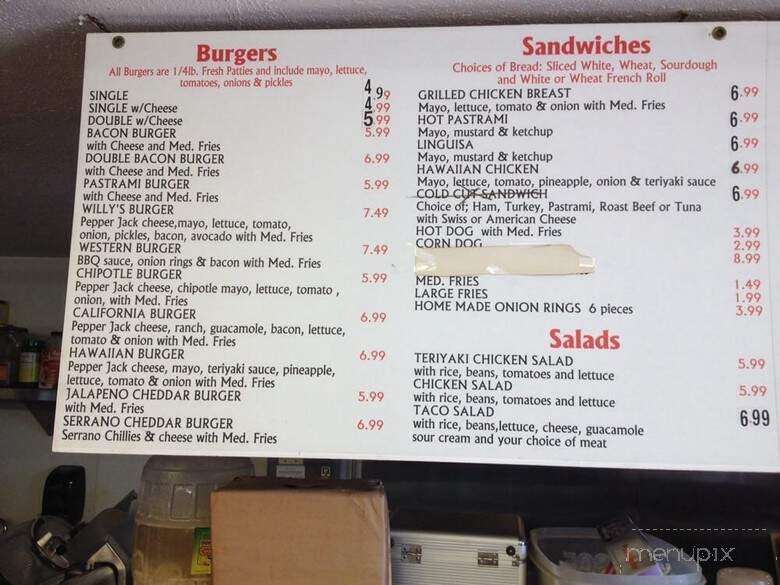 Burgers
All Burgers are 1/4lb. Fresh Patties and include mayo, lettuce,
tomatoes, onions & pickles
SINGLE 4.99
SINGLE w/Cheese 4.99
DOUBLE w/Cheese 5.99
BACON BURGER 5.99
with Cheese and Med. Fries
DOUBLE BACON BURGER 6.99
with Cheese and Med. Fries
PASTRAMI BURGER 5.99
with Cheese and Med. Fries
WILLY'S BURGER 7.49
Pepper Jack cheese,mayo, lettuce, tomato,
onion, pickles, bacon, avocado with Med. Fries
WESTERN BURGER 7.49
BBQ sauce, onion rings & bacon with Med. Fries
CHIPOTLE BURGER 5.99
Pepper Jack cheese, chipotle mayo, lettuce, tomato ,
onion, with Med. Fries
CALIFORNIA BURGER 6.99
Pepper Jack cheese, ranch, guacamole, bacon, lettuce,
tomato & onion with Med. Fries
HAWAIIAN BURGER 6.99
Pepper Jack cheese, mayo, teriyaki sauce, pineapple,
lettuce, tomato & onion with Med. Fries
JALAPENO CHEDDAR BURGER 5.99
with Med. Fries
SERRANO CHEDDAR BURGER 6.99
Serrano Chillies & cheese with Med. Fries
Sandwiches
Choices of Bread: Sliced White, Wheat, Sourdough
and White or Wheat French Roll
GRILLED CHICKEN BREAST 6.99
Mayo, lettuce, tomato & onion with Med. Fries
HOT PASTRAMI 6.99
Mayo, mustard & ketchup
LINGUISA 6.99
Mayo, mustard & ketchup
HAWAIIAN CHICKEN 6.99
Mayo, lettuce, tomato, pineapple, onion & teriyaki sauce
COLD CUT SANDWICH 6.99
Choice of; Ham, Turkey, Pastrami, Roast Beef or Tuna
with Swiss or American Cheese
HOT DOG with Med. Fries 3.99
CORN DOG 2.99
8.99
MED. FRIES 1.49
LARGE FRIES 1.99
HOME MADE ONION RINGS 6 pieces 3.99
Salads
TERIYAKI CHICKEN SALAD 5.99
with rice, beans, tomatoes and lettuce
CHICKEN SALAD 5.99
with rice, beans, tomatoes and lettuce
TACO SALAD 6.99
with rice, beans,lettuce, cheese, guacamole
sour cream and your choice of meat
menupix